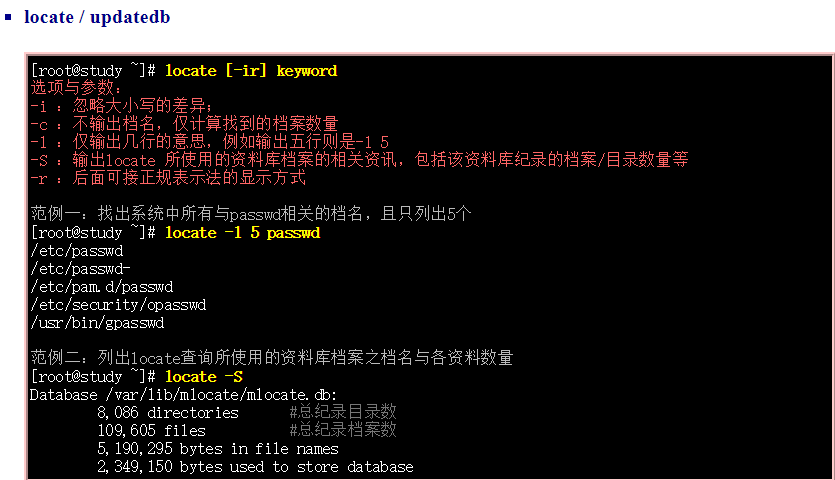 locate / updatedb
[root@study ~]# locate [-ir] keyword
选项与参数：
-i ：忽略大小写的差异；
-c ：不输出档名，仅计算找到的档案数量
-l ：仅输出几行的意思，例如输出五行则是-l 5
-S ：输出locate 所使用的资料库档案的相关资讯，包括该资料库纪录的档案/目录数量等
-r ：后面可接正规表示法的显示方式
范例一：找出系统中所有与passwd相关的档名，且只列出5个
[root@study ~]# locate -l 5 passwd
/etc/passwd
/etc/passwd-
/etc/pam.d/passwd
/etc/security/opasswd
/usr/bin/gpasswd
范例二：列出locate查询所使用的资料库档案之档名与各资料数量
[root@study ~]# locate -S
Database /var/lib/mlocate/mlocate.db:
8,086 directories #总纪录目录数
109,605 files #总纪录档案数
5,190,295 bytes in file names
2,349,150 bytes used to store database